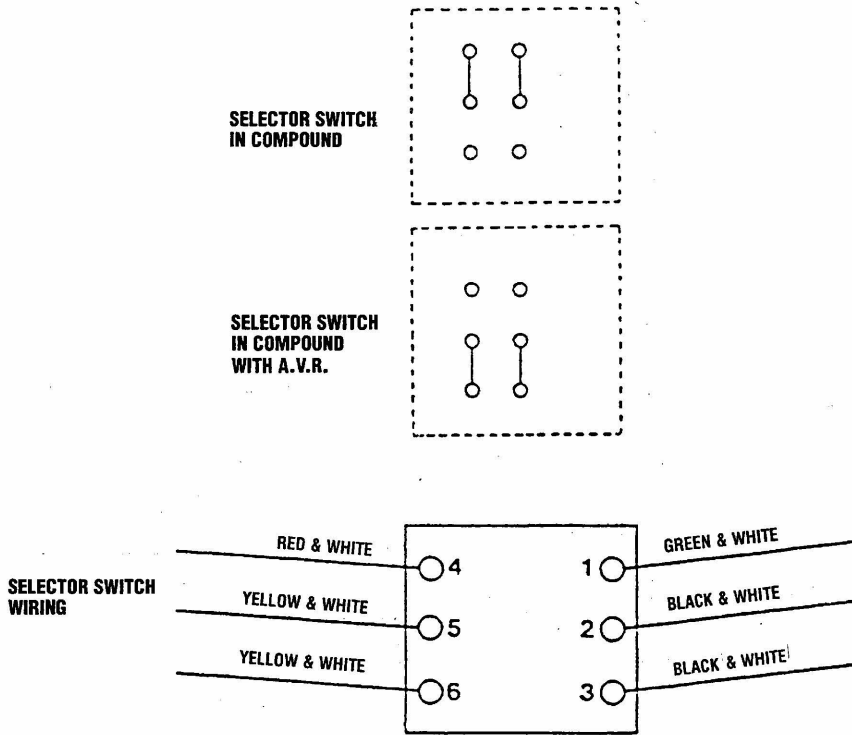 SELECTOR SWITCH
IN COMPOUND
SELECTOR SWITCH
IN COMPOUND
WITH A.V.R.
SELECTOR SWITCH
WIRING
RED & WHITE
4
1
GREEN & WHITE
YELLOW & WHITE
5
2
BLACK & WHITE
YELLOW & WHITE
6
3
BLACK & WHITE